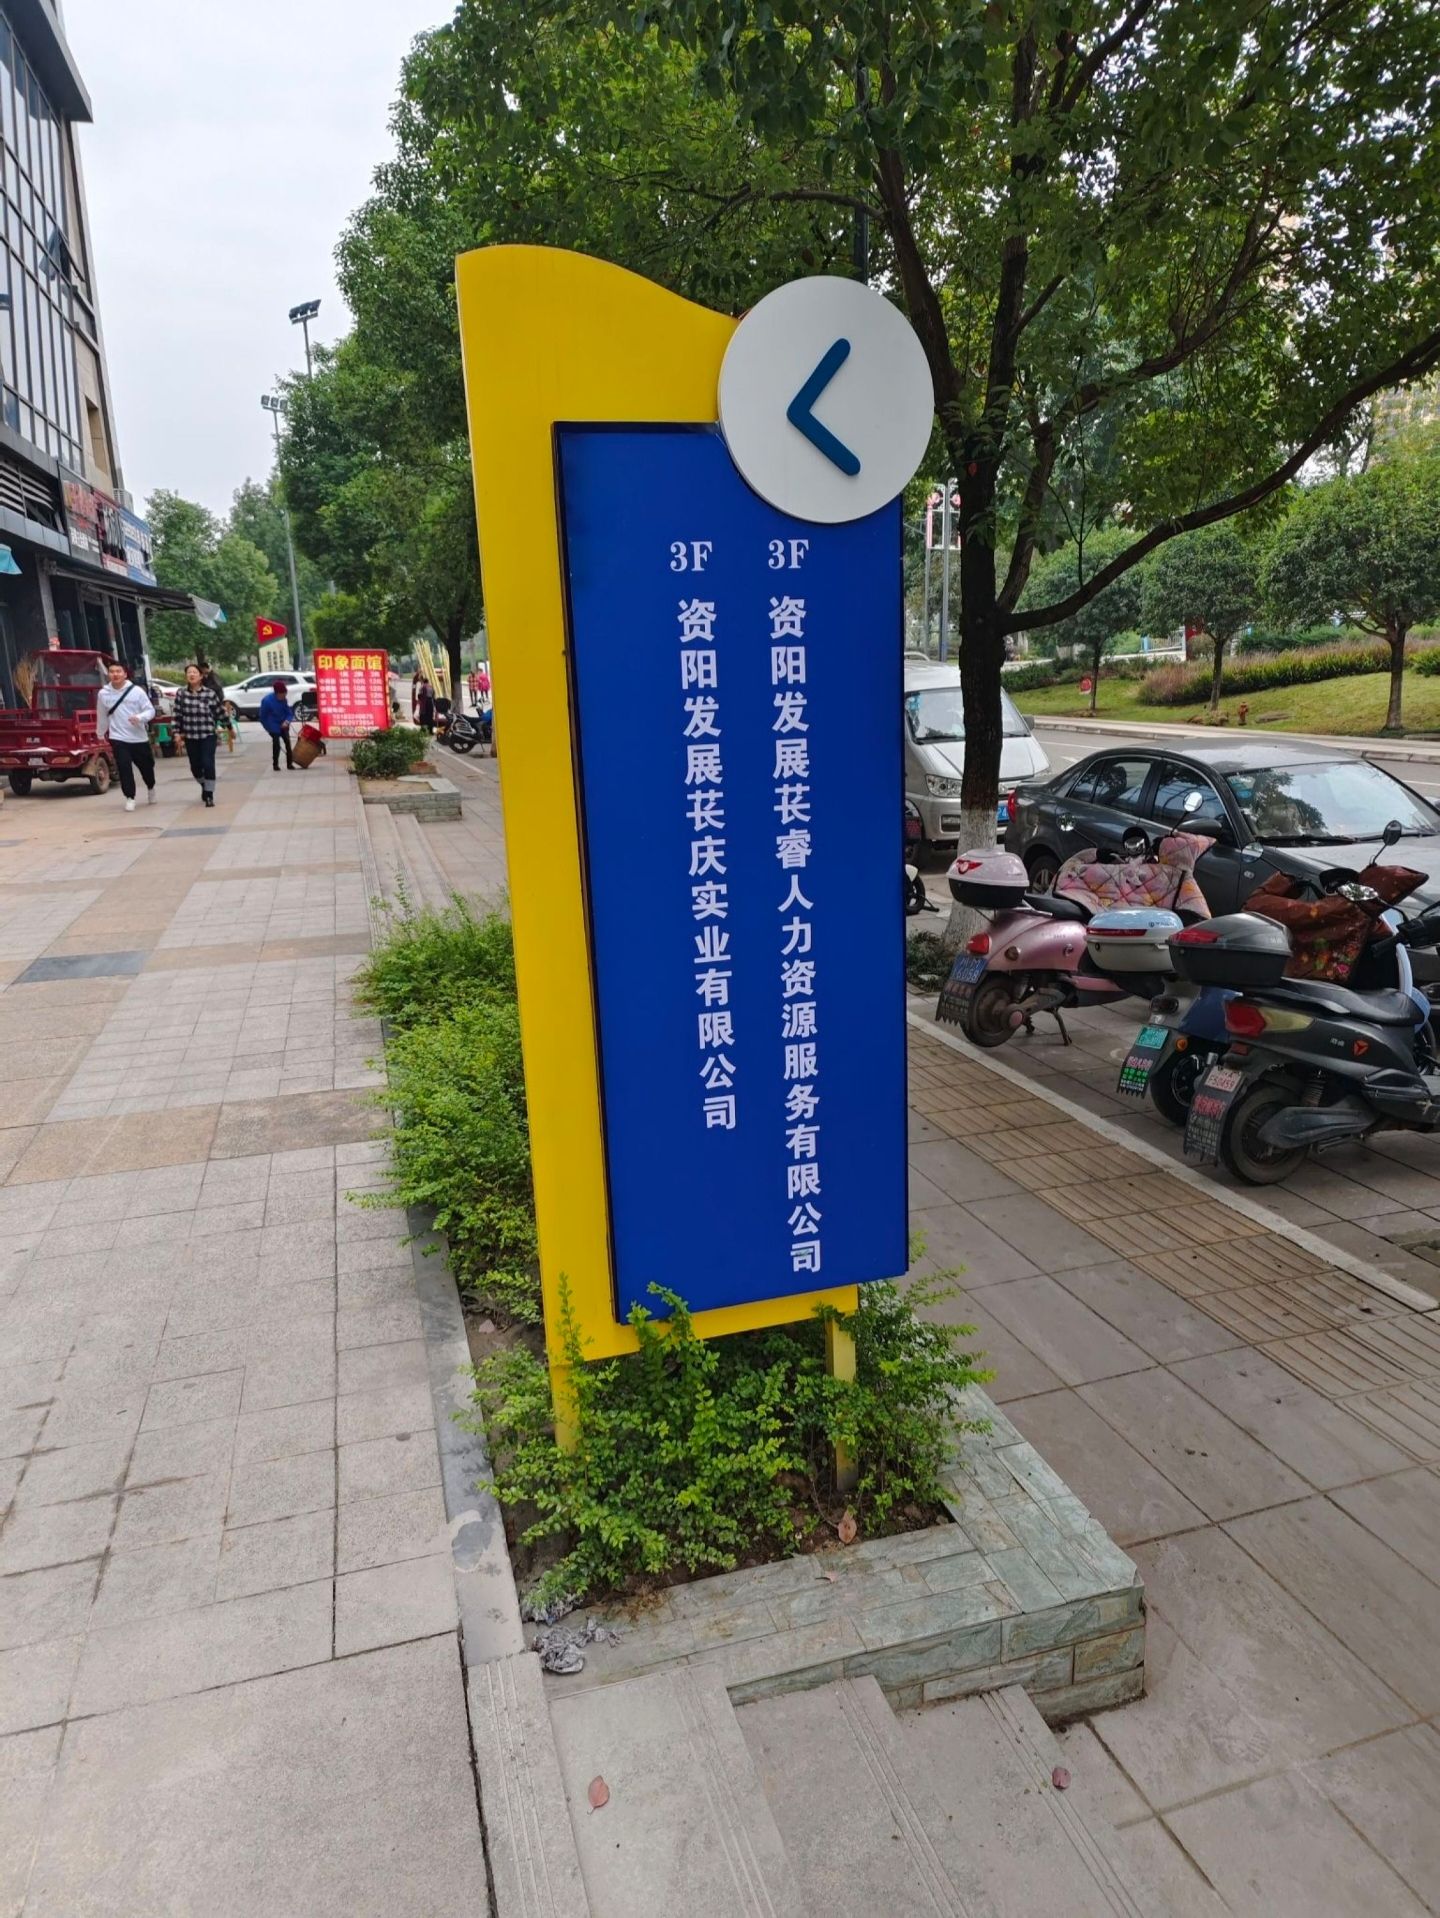 3F 资阳发展苌睿人力资源服务有限公司
3F 资阳发展苌庆实业有限公司
印象面馆